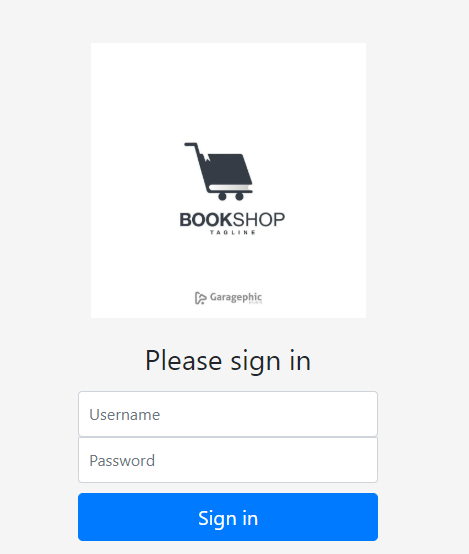 BOOKSHOP
TAGLINE
Garagephic
Please sign in
Username
Password
Sign in